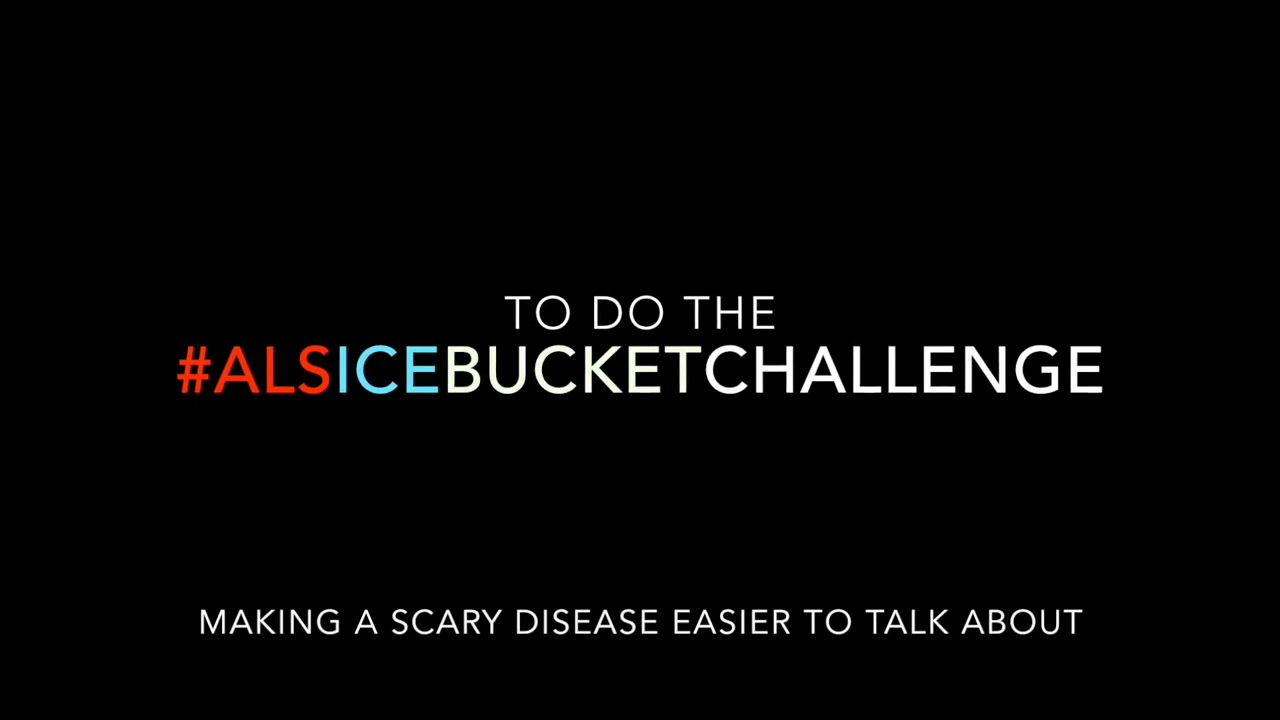 TO DO THE
#ALSICEBUCKETCHALLENGE
MAKING A SCARY DISEASE EASIER TO TALK ABOUT